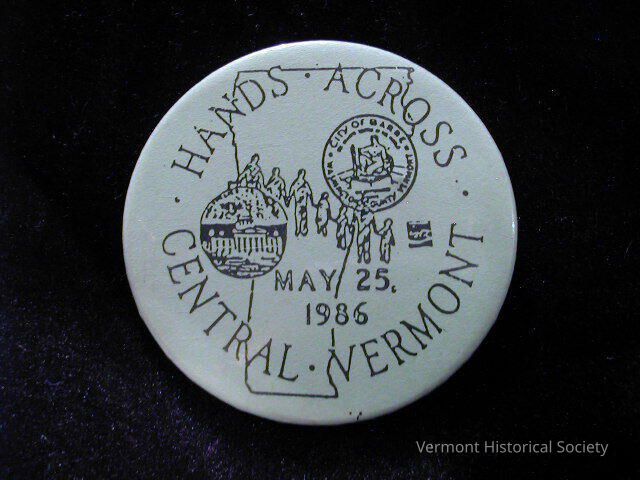 · HANDS · ACROSS ·
CITY OF BARRE
MAY 25,
1986
CENTRAL · VERMONT
Vermont Historical Society